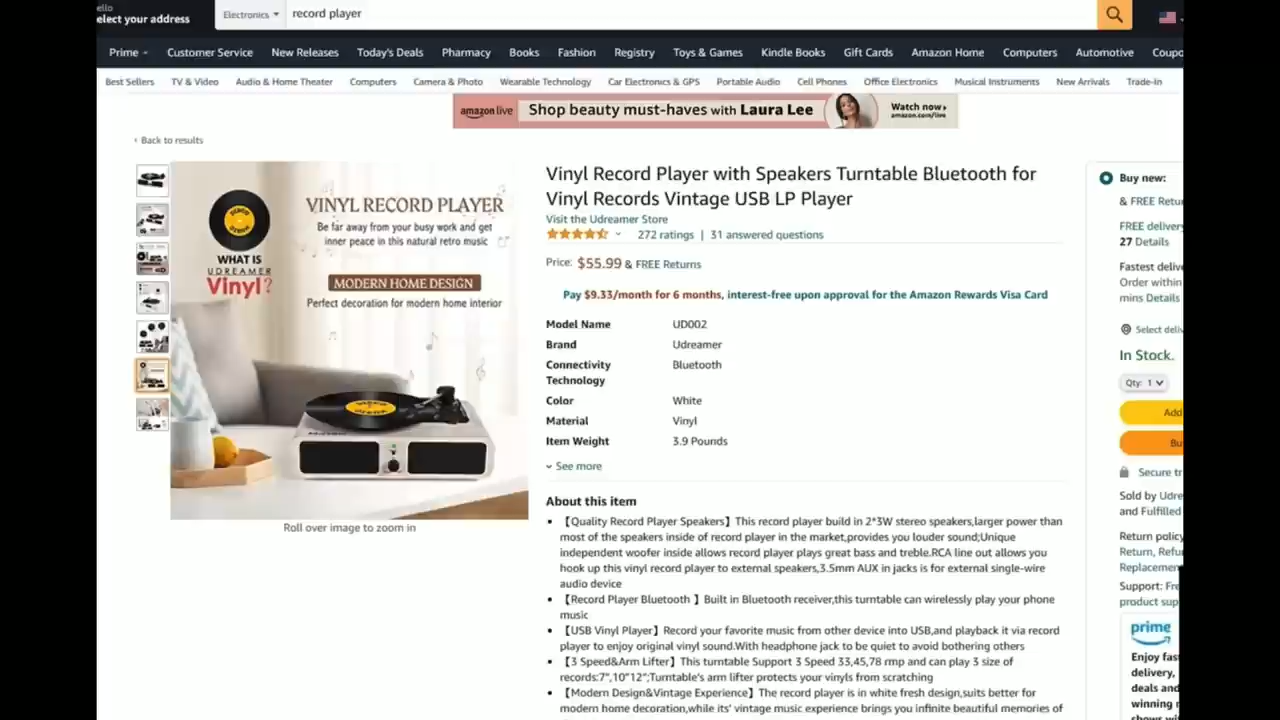 ello
elect your address
Electronics
record player
Prime
Customer Service
New Releases
Today's Deals
Pharmacy
Books
Fashion
Registry
Toys & Games
Kindle Books
Gift Cards
Amazon Home
Computers
Automotive
Coupo
Best Sellers
TV & Video
Audio & Home Theater
Computers
Camera & Photo
Wearable Technology
Car Electronics & GPS
Portable Audio
Cell Phones
Office Electronics
Musical Instruments
New Arrivals
Trade-In
amazon live
Shop beauty must-haves with Laura Lee
Watch now
amazon.com/live
Back to results
VINYL RECORD PLAYER
Be far away from your busy work and get
inner peace in this natural retro music
WHAT IS
UDREAMER
Vinyl?
MODERN HOME DESIGN
Perfect decoration for modern home interior
Roll over image to zoom in
Vinyl Record Player with Speakers Turntable Bluetooth for
Vinyl Records Vintage USB LP Player
Visit the Udreamer Store
272 ratings | 31 answered questions
Price: $55.99 & FREE Returns
Pay $9.33/month for 6 months, interest-free upon approval for the Amazon Rewards Visa Card
Model Name UD002
Brand Udreamer
Connectivity Bluetooth
Technology
Color White
Material Vinyl
Item Weight 3.9 Pounds
See more
About this item
【Quality Record Player Speakers】This record player build in 2*3W stereo speakers,larger power than
most of the speakers inside of record player in the market,provides you louder sound;Unique
independent woofer inside allows record player plays great bass and treble.RCA line out allows you
hook up this vinyl record player to external speakers,3.5mm AUX in jacks is for external single-wire
audio device
【Record Player Bluetooth 】Built in Bluetooth receiver,this turntable can wirelessly play your phone
music
【USB Vinyl Player】Record your favorite music from other device into USB,and playback it via record
player to enjoy original vinyl sound.With headphone jack to be quiet to avoid bothering others
【3 Speed&Arm Lifter】This turntable Support 3 Speed 33,45,78 rmp and can play 3 size of
records:7",10"12";Turntable's arm lifter protects your vinyls from scratching
【Modern Design&Vintage Experience】The record player is in white fresh design,suits better for
modern home decoration,while its' vintage music experience brings you infinite beautiful memories of
Buy new:
& FREE Retur
FREE delivery
27 Details
Fastest delive
Order within
mins Details
Select deliv
In Stock.
Qty: 1
Add
Bu
Secure tr
Sold by Udre
and Fulfilled
Return policy
Return, Refu
Replacemen
Support: Fre
product sup
prime
Enjoy fas
delivery,
deals and
winning
shows wi